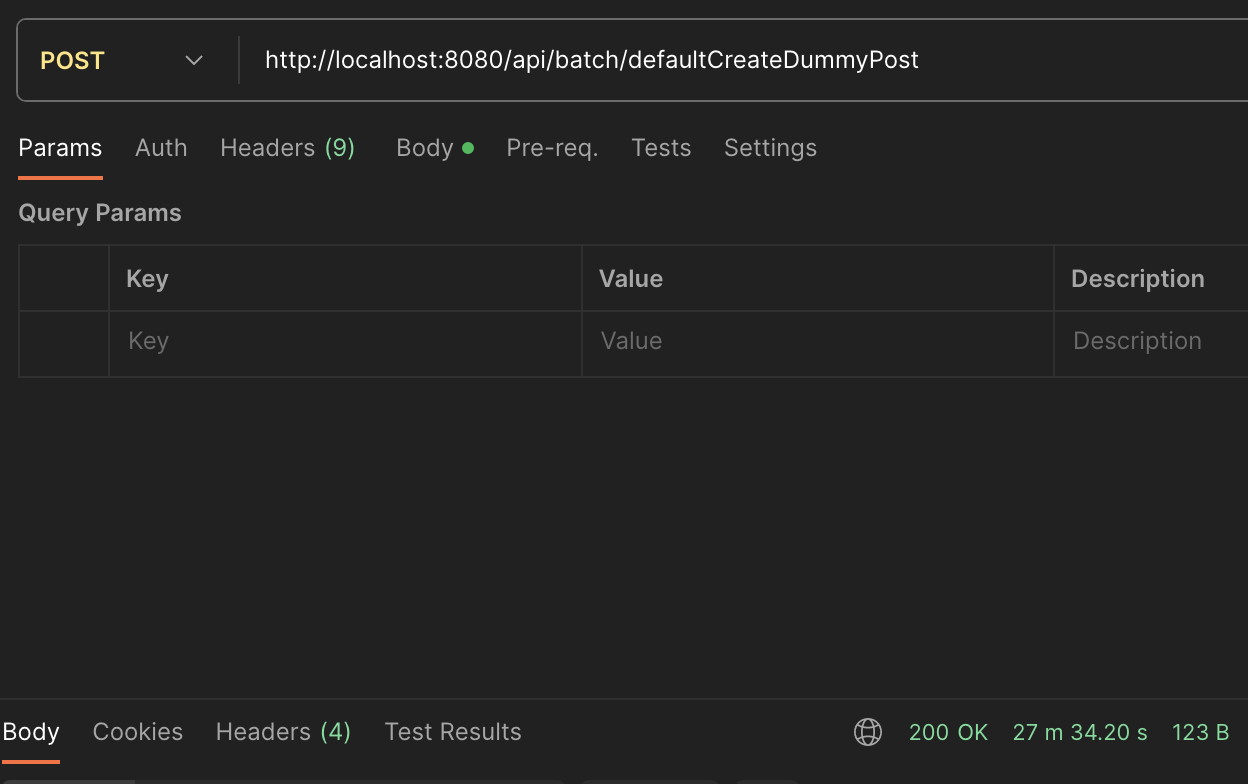 POST http://localhost:8080/api/batch/defaultCreateDummyPost
Params Auth Headers (9) Body Pre-req. Tests Settings
Query Params
Key Value Description
Key Value Description
Body Cookies Headers (4) Test Results 200 OK 27 m 34.20 s 123 B